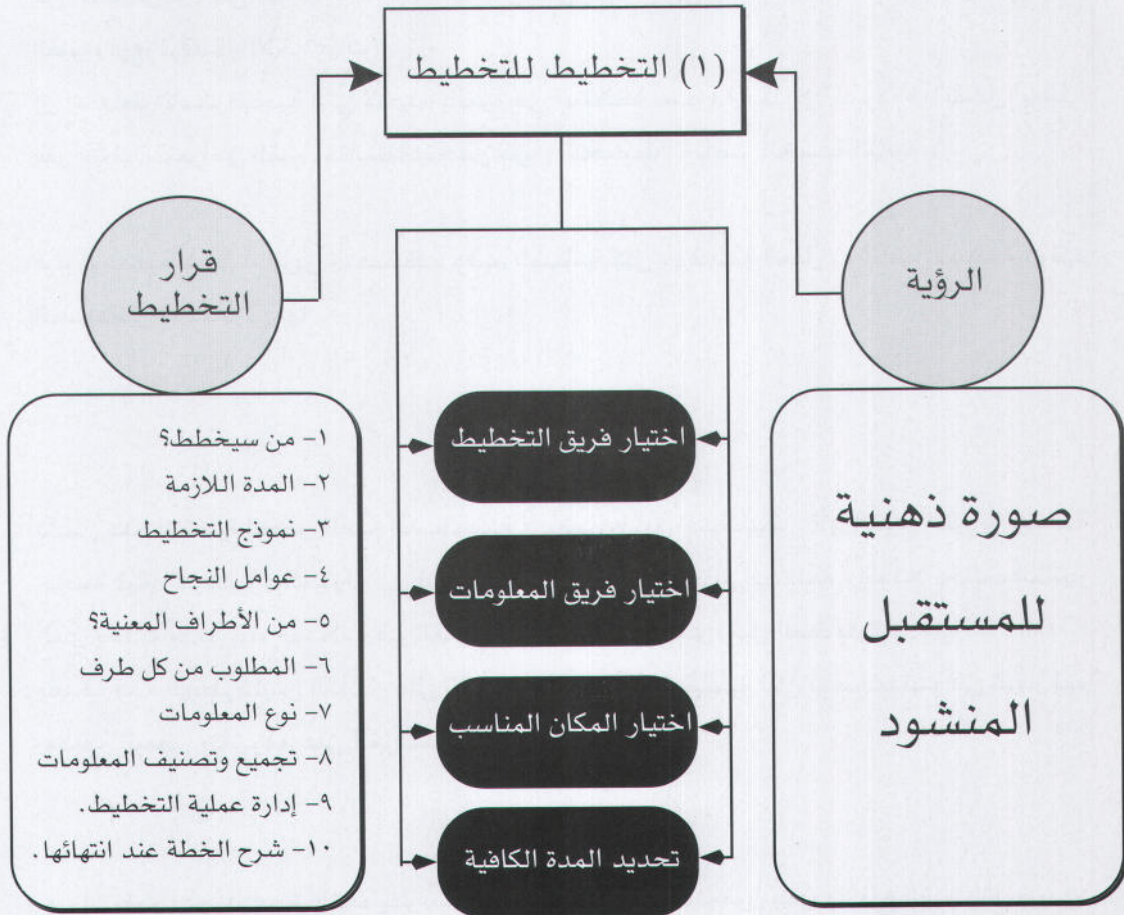 (١) التخطيط للتخطيط
الرؤية
صورة ذهنية
للمستقبل
المنشود
اختيار فريق التخطيط
اختيار فريق المعلومات
اختيار المكان المناسب
تحديد المدة الكافية
قرار
التخطيط
١- من سيخطط؟
٢- المدة اللازمة
٣- نموذج التخطيط
٤- عوامل النجاح
٥- من الأطراف المعنية؟
٦- المطلوب من كل طرف
٧- نوع المعلومات
٨- تجميع وتصنيف المعلومات
٩- إدارة عملية التخطيط.
١٠- شرح الخطة عند انتهائها.